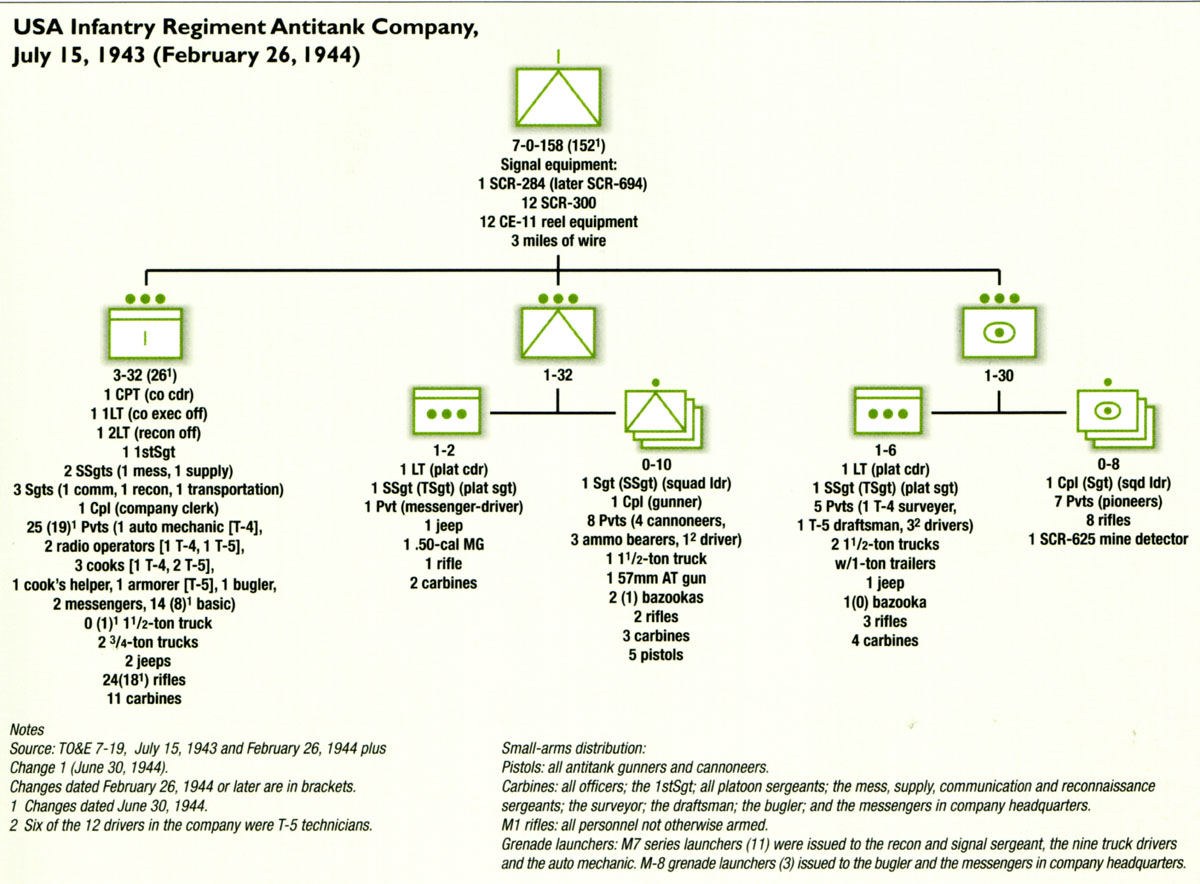 USA Infantry Regiment Antitank Company,
July 15, 1943 (February 26, 1944)
7-0-158 (152¹)
Signal equipment:
1 SCR-284 (later SCR-694)
12 SCR-300
12 CE-11 reel equipment
3 miles of wire
3-32 (26¹)
1 CPT (co cdr)
1 1LT (co exec off)
1 2LT (recon off)
1 1stSgt
2 SSgts (1 mess, 1 supply)
3 Sgts (1 comm, 1 recon, 1 transportation)
1 Cpl (company clerk)
25 (19)¹ Pvts (1 auto mechanic [T-4],
2 radio operators [1 T-4, 1 T-5],
3 cooks [1 T-4, 2 T-5],
1 cook's helper, 1 armorer [T-5], 1 bugler,
2 messengers, 14 (8)¹ basic)
0 (1)¹ 1¹/2-ton truck
2 ³/4-ton trucks
2 jeeps
24(18¹) rifles
11 carbines
1-32
1-2
1 LT (plat cdr)
1 SSgt (TSgt) (plat sgt)
1 Pvt (messenger-driver)
1 jeep
1 .50-cal MG
1 rifle
2 carbines
0-10
1 Sgt (SSgt) (squad ldr)
1 Cpl (gunner)
8 Pvts (4 cannoneers,
3 ammo bearers, 1² driver)
1 1¹/2-ton truck
1 57mm AT gun
2 (1) bazookas
2 rifles
3 carbines
5 pistols
1-30
1-6
1 LT (plat cdr)
1 SSgt (TSgt) (plat sgt)
5 Pvts (1 T-4 surveyer,
1 T-5 draftsman, 3² drivers)
2 1¹/2-ton trucks
w/1-ton trailers
1 jeep
1(0) bazooka
3 rifles
4 carbines
0-8
1 Cpl (Sgt) (sqd ldr)
7 Pvts (pioneers)
8 rifles
1 SCR-625 mine detector
Notes
Source: TO&E 7-19, July 15, 1943 and February 26, 1944 plus
Change 1 (June 30, 1944).
Changes dated February 26, 1944 or later are in brackets.
1 Changes dated June 30, 1944.
2 Six of the 12 drivers in the company were T-5 technicians.
Small-arms distribution:
Pistols: all antitank gunners and cannoneers.
Carbines: all officers; the 1stSgt; all platoon sergeants; the mess, supply, communication and reconnaissance
sergeants; the surveyor; the draftsman; the bugler; and the messengers in company headquarters.
M1 rifles: all personnel not otherwise armed.
Grenade launchers: M7 series launchers (11) were issued to the recon and signal sergeant, the nine truck drivers
and the auto mechanic. M-8 grenade launchers (3) issued to the bugler and the messengers in company headquarters.